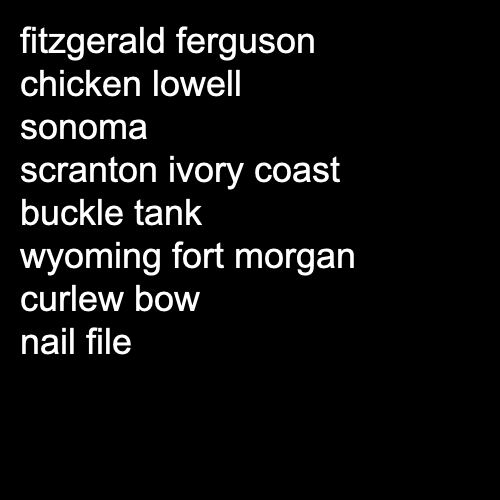 fitzgerald ferguson
chicken lowell
sonoma
scranton ivory coast
buckle tank
wyoming fort morgan
curlew bow
nail file